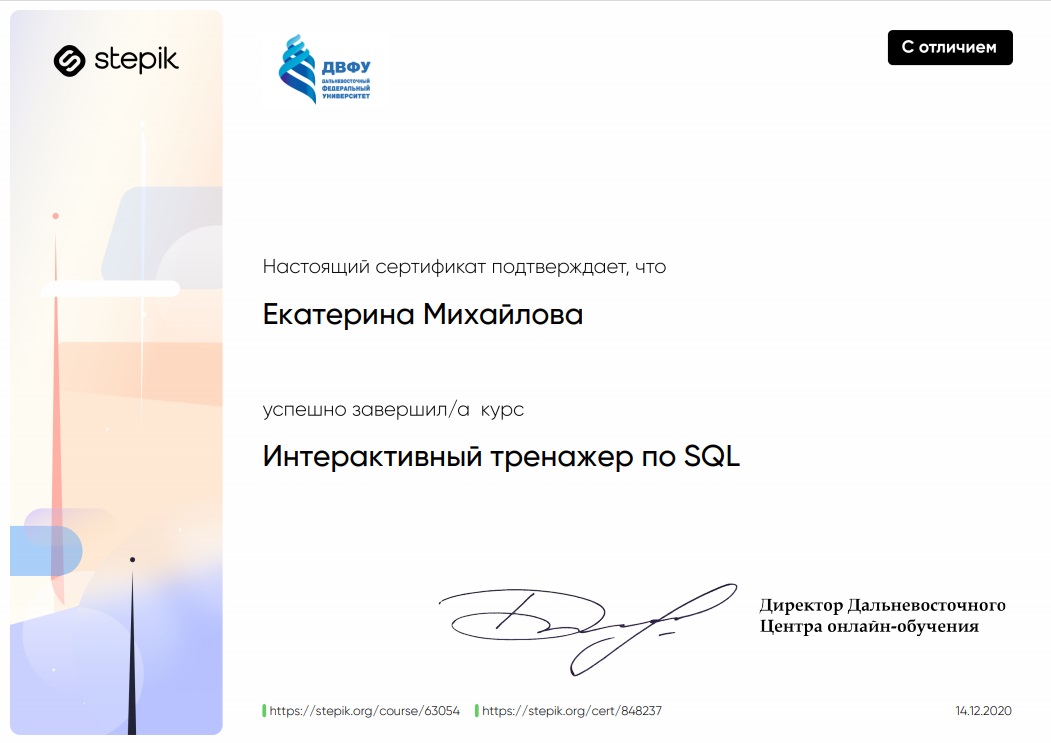 stepik
ДВФУ
ДАЛЬНЕВОСТОЧНЫЙ
ФЕДЕРАЛЬНЫЙ
УНИВЕРСИТЕТ
С отличием
Настоящий сертификат подтверждает, что
Екатерина Михайлова
успешно завершил/а курс
Интерактивный тренажер по SQL
Директор Дальневосточного
Центра онлайн-обучения
https://stepik.org/course/63054 https://stepik.org/cert/848237
14.12.2020